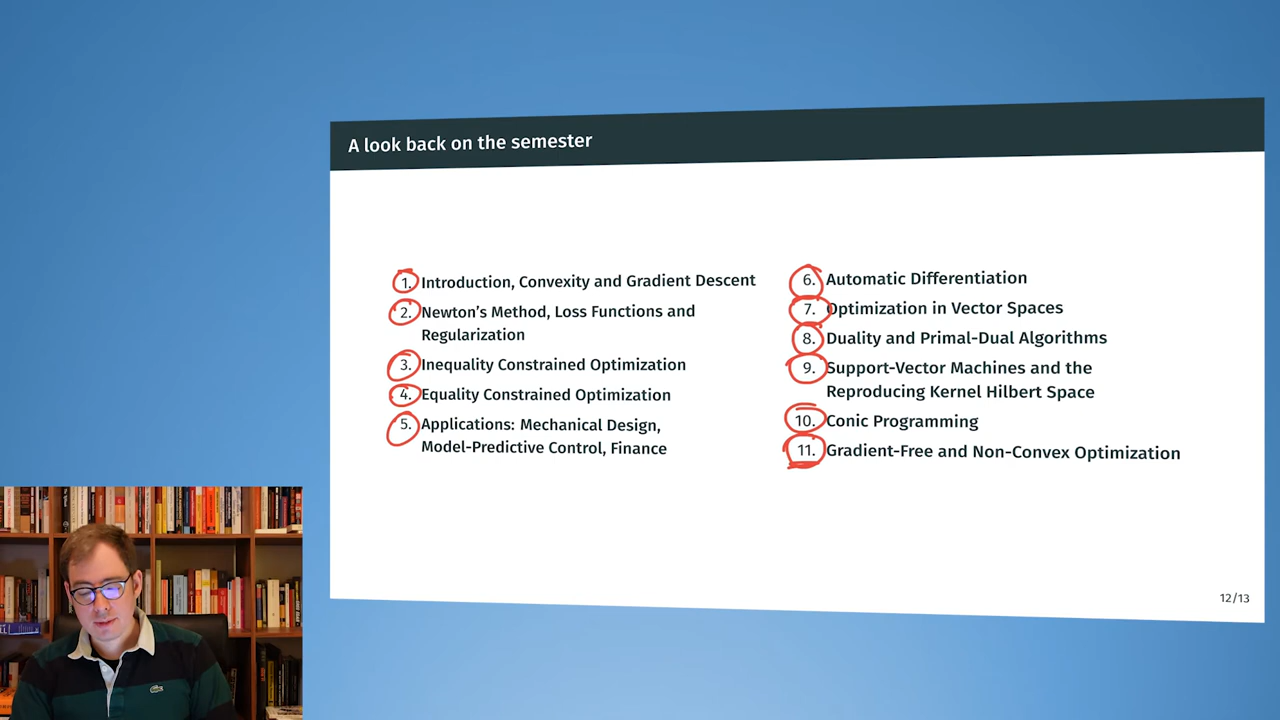 A look back on the semester
1. Introduction, Convexity and Gradient Descent
2. Newton's Method, Loss Functions and
Regularization
3. Inequality Constrained Optimization
4. Equality Constrained Optimization
5. Applications: Mechanical Design,
Model-Predictive Control, Finance
6. Automatic Differentiation
7. Optimization in Vector Spaces
8. Duality and Primal-Dual Algorithms
9. Support-Vector Machines and the
Reproducing Kernel Hilbert Space
10. Conic Programming
11. Gradient-Free and Non-Convex Optimization
12/13